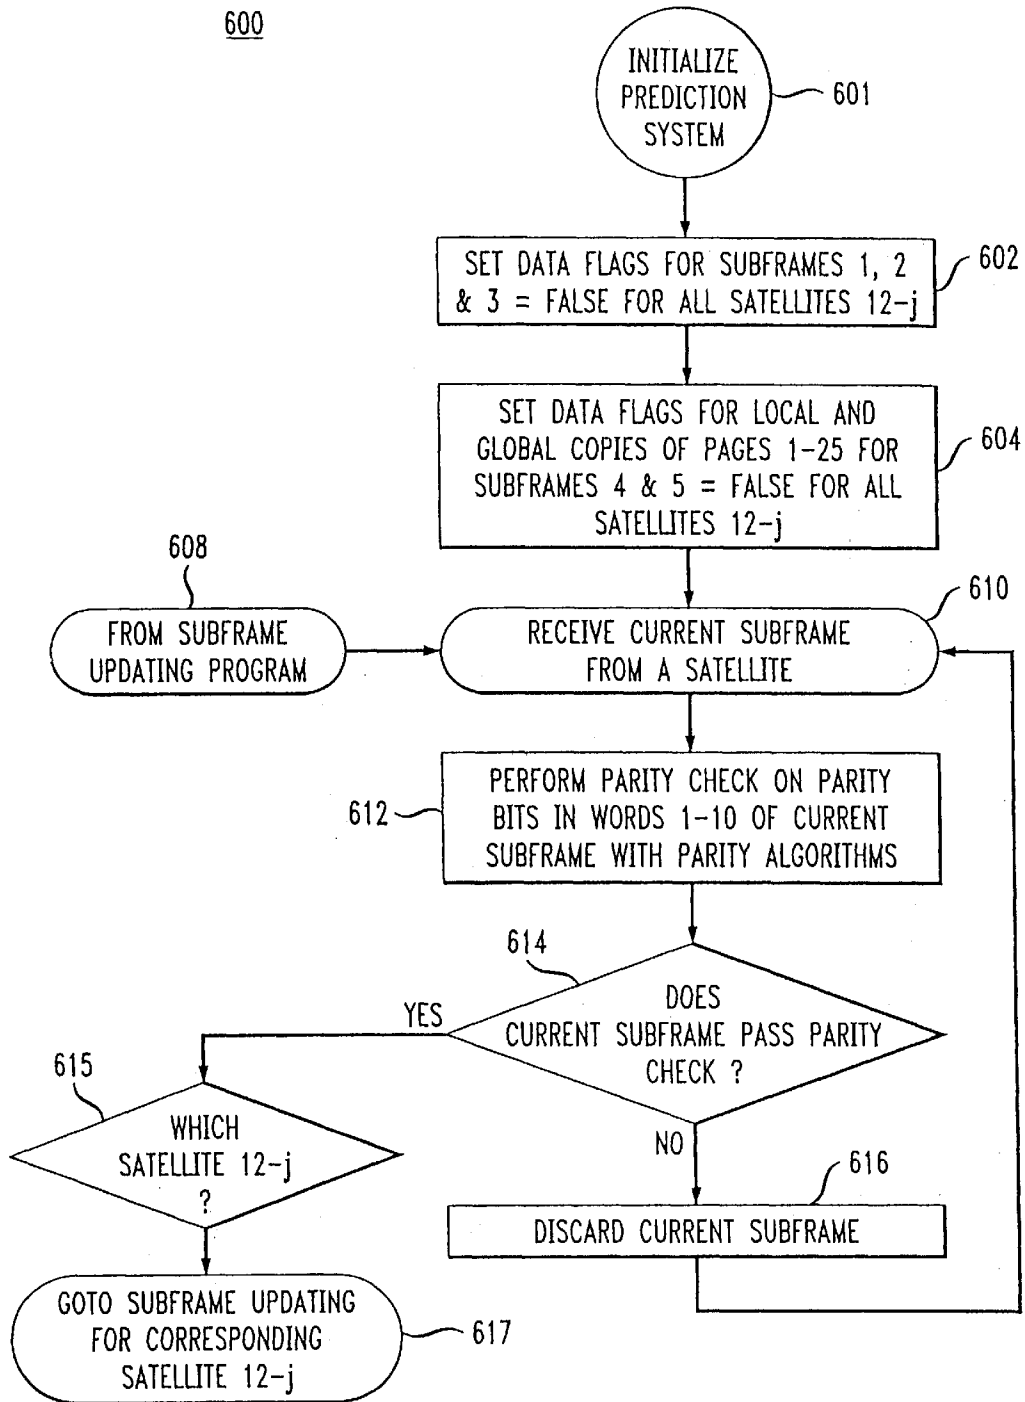 600
INITIALIZE
PREDICTION
SYSTEM
601
SET DATA FLAGS FOR SUBFRAMES 1, 2
& 3 = FALSE FOR ALL SATELLITES 12-j
602
SET DATA FLAGS FOR LOCAL AND
GLOBAL COPIES OF PAGES 1-25 FOR
SUBFRAMES 4 & 5 = FALSE FOR ALL
SATELLITES 12-j
604
608
FROM SUBFRAME
UPDATING PROGRAM
610
RECEIVE CURRENT SUBFRAME
FROM A SATELLITE
612
PERFORM PARITY CHECK ON PARITY
BITS IN WORDS 1-10 OF CURRENT
SUBFRAME WITH PARITY ALGORITHMS
614
DOES
CURRENT SUBFRAME PASS PARITY
CHECK ?
YES
NO
615
WHICH
SATELLITE 12-j
?
616
DISCARD CURRENT SUBFRAME
GOTO SUBFRAME UPDATING
FOR CORRESPONDING
SATELLITE 12-j
617